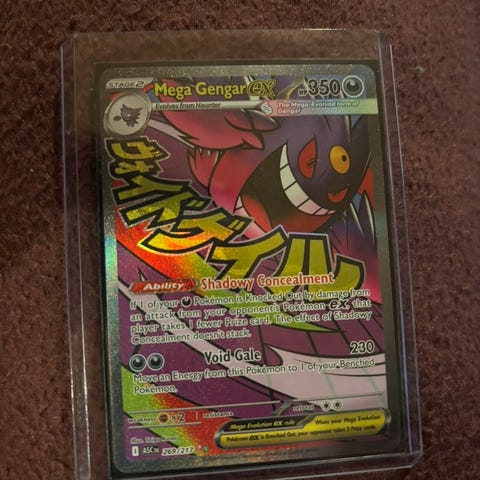 STAGE 2 Mega Gengar ex HP 350
Evolves from Haunter
The Mega-Evolved form of Gengar
ヴォイドゲイル
Ability Shadowy Concealment
If 1 of your Pokémon is Knocked Out by damage from
an attack from your opponent's Pokémon ex, that
player takes 1 fewer Prize card. The effect of Shadowy
Concealment doesn't stack.
Void Gale 230
Move an Energy from this Pokémon to 1 of your Benched
Pokémon.
weakness ×2 resistance retreat
Mega Evolution ex rule
When your Mega Evolution
Pokémon ex is Knocked Out, your opponent takes 3 Prize cards.
Illus.
I ASC EN 269/217